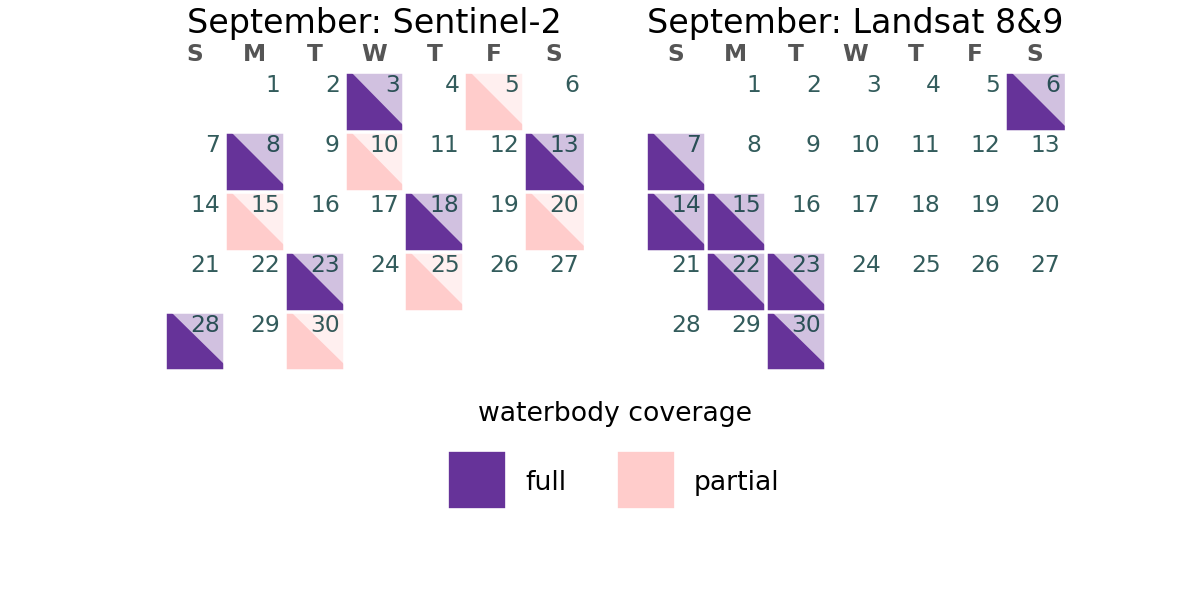 September: Sentinel-2
S M T W T F S
1 2 3 4 5 6
7 8 9 10 11 12 13
14 15 16 17 18 19 20
21 22 23 24 25 26 27
28 29 30
September: Landsat 8&9
S M T W T F S
1 2 3 4 5 6
7 8 9 10 11 12 13
14 15 16 17 18 19 20
21 22 23 24 25 26 27
28 29 30
waterbody coverage
full partial